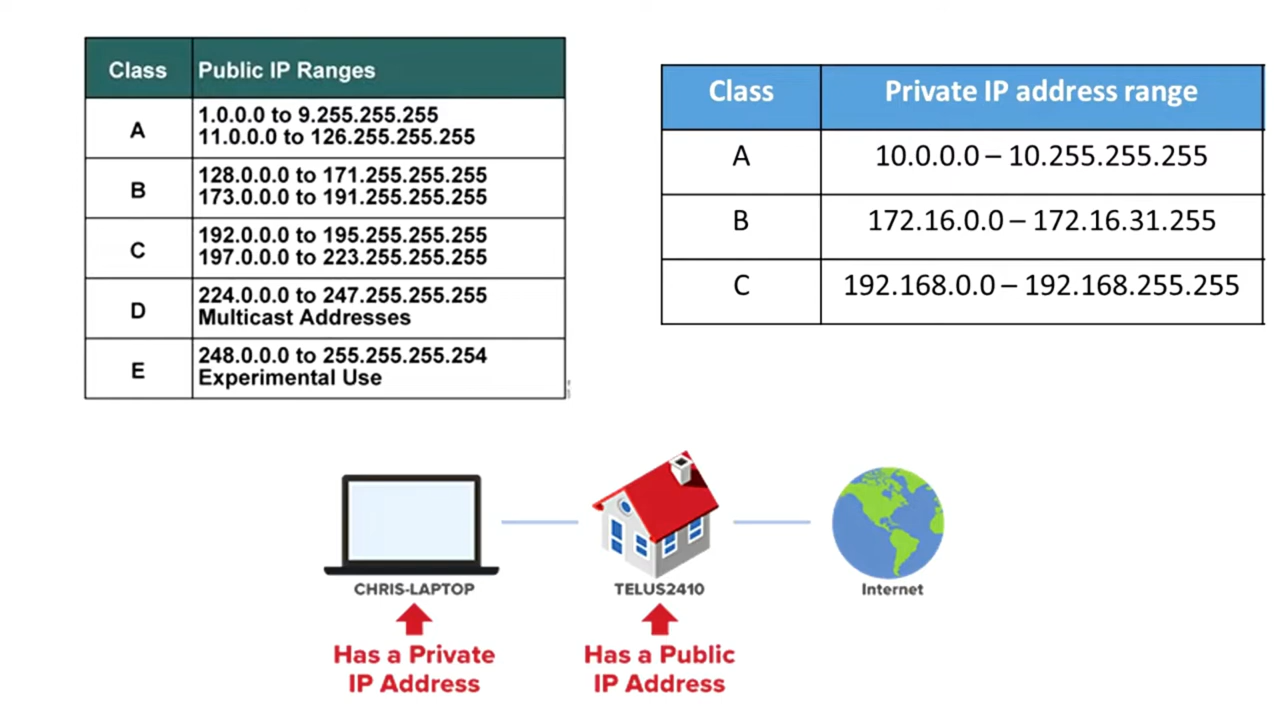 Class Public IP Ranges
A
1.0.0.0 to 9.255.255.255
11.0.0.0 to 126.255.255.255
B
128.0.0.0 to 171.255.255.255
173.0.0.0 to 191.255.255.255
C
192.0.0.0 to 195.255.255.255
197.0.0.0 to 223.255.255.255
D
224.0.0.0 to 247.255.255.255
Multicast Addresses
E
248.0.0.0 to 255.255.255.254
Experimental Use
Class Private IP address range
A 10.0.0.0 – 10.255.255.255
B 172.16.0.0 – 172.16.31.255
C 192.168.0.0 – 192.168.255.255
CHRIS-LAPTOP
TELUS2410
Internet
Has a Private
IP Address
Has a Public
IP Address